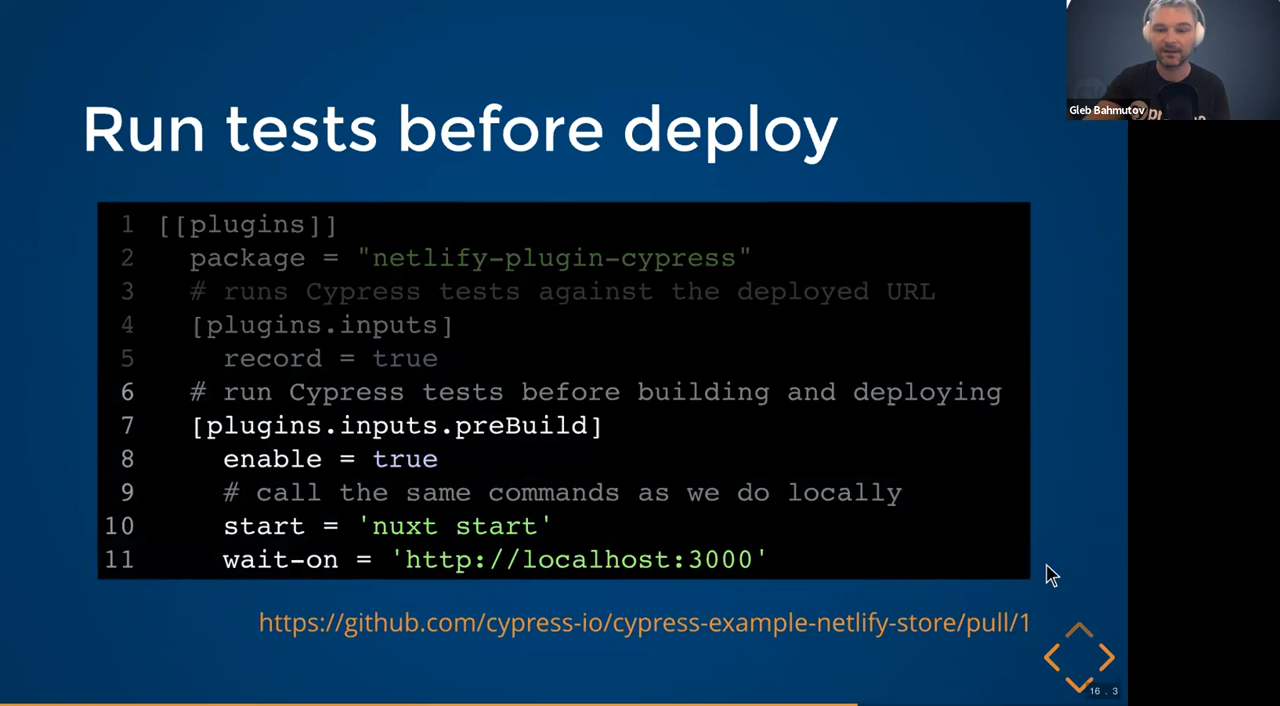 Run tests before deploy
1 [[plugins]]
2 package = "netlify-plugin-cypress"
3 # runs Cypress tests against the deployed URL
4 [plugins.inputs]
5 record = true
6 # run Cypress tests before building and deploying
7 [plugins.inputs.preBuild]
8 enable = true
9 # call the same commands as we do locally
10 start = 'nuxt start'
11 wait-on = 'http://localhost:3000'
https://github.com/cypress-io/cypress-example-netlify-store/pull/1
16 . 3
Gleb Bahmutov